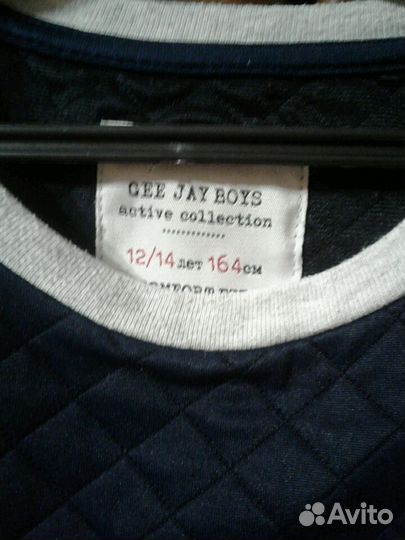 GEE JAY BOYS
active collection
12/14 лет 164 см
Avito